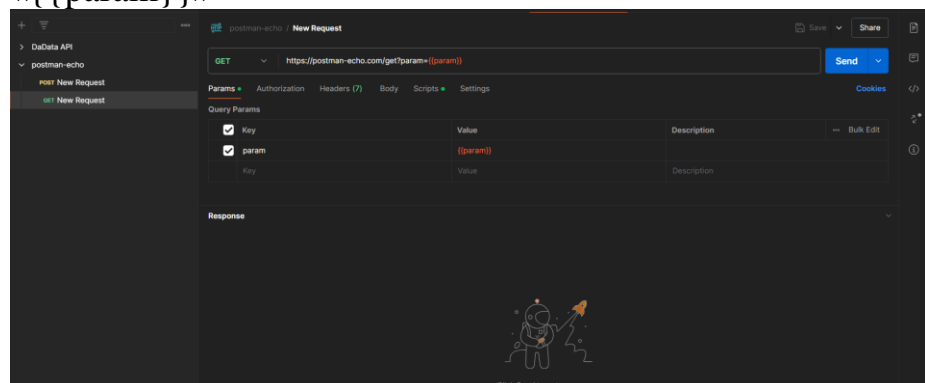 «{{param}}»
postman-echo / New Request
Save
Share
DaData API
postman-echo
POST New Request
GET New Request
GET
https://postman-echo.com/get?param={{param}}
Send
Params
Authorization
Headers (7)
Body
Scripts
Settings
Cookies
Query Params
Key
Value
Description
Bulk Edit
param
{{param}}
Key
Value
Description
Response